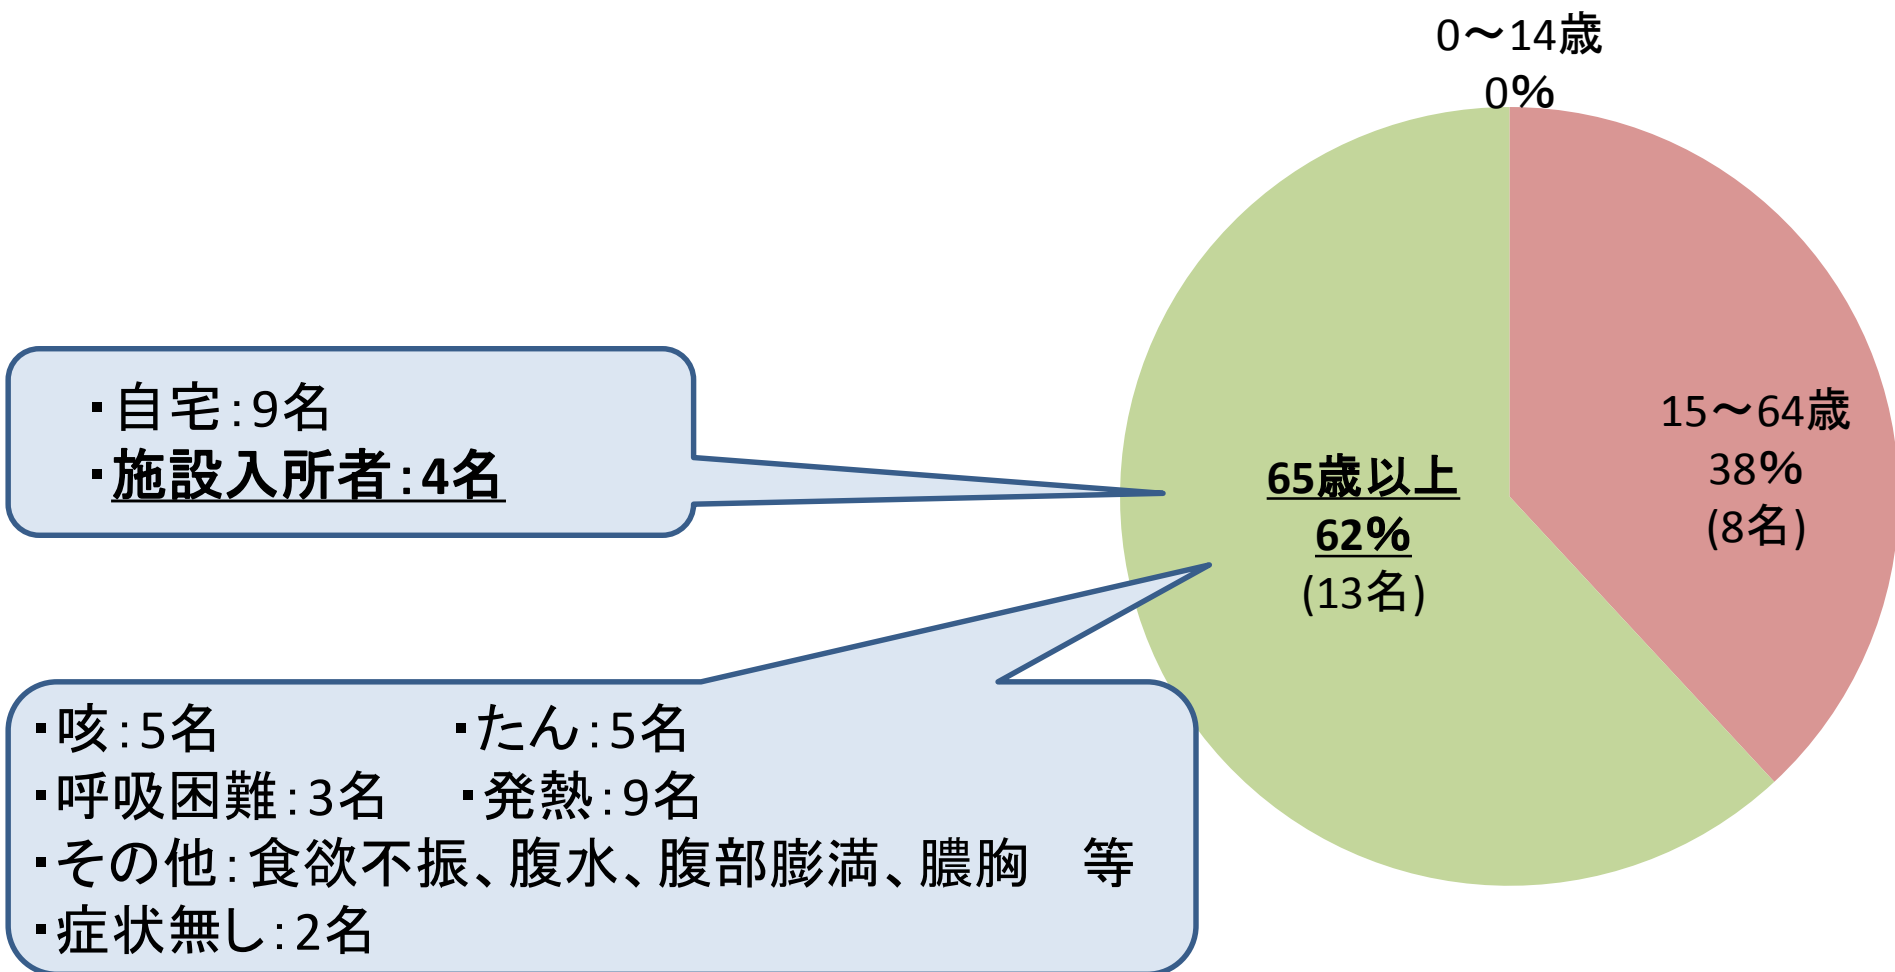 0～14歳
0%
15～64歳
38%
(8名)
65歳以上
62%
(13名)
・自宅：9名
・施設入所者：4名
・咳：5名　・たん：5名
・呼吸困難：3名　・発熱：9名
・その他：食欲不振、腹水、腹部膨満、膿胸　等
・症状無し：2名